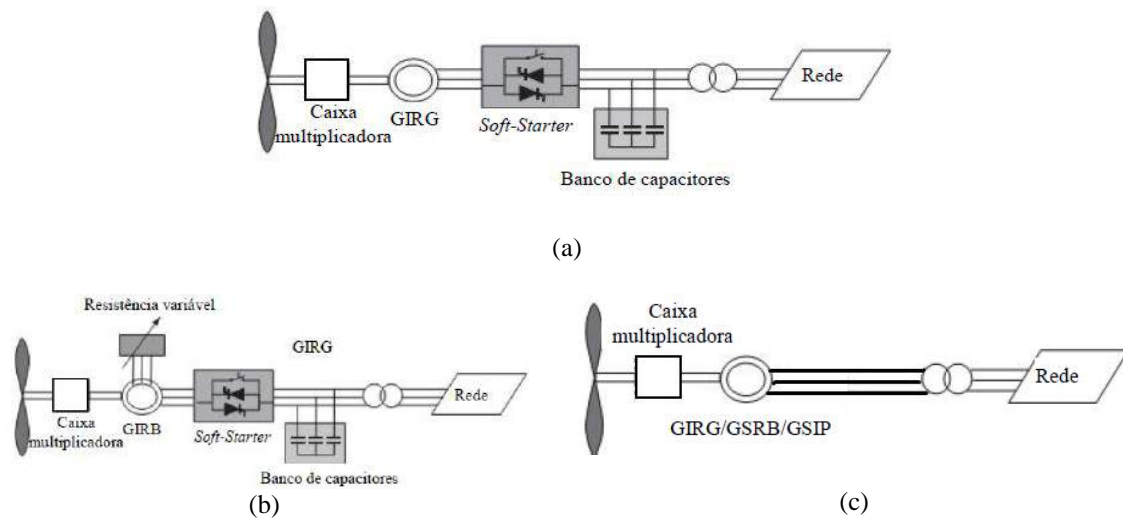 Caixa
multiplicadora
GIRG
Soft-Starter
Banco de capacitores
Rede
(a)
Resistência variável
GIRG
Caixa
multiplicadora
GIRB
Soft-Starter
Banco de capacitores
Rede
(b)
Caixa
multiplicadora
GIRG/GSRB/GSIP
Rede
(c)